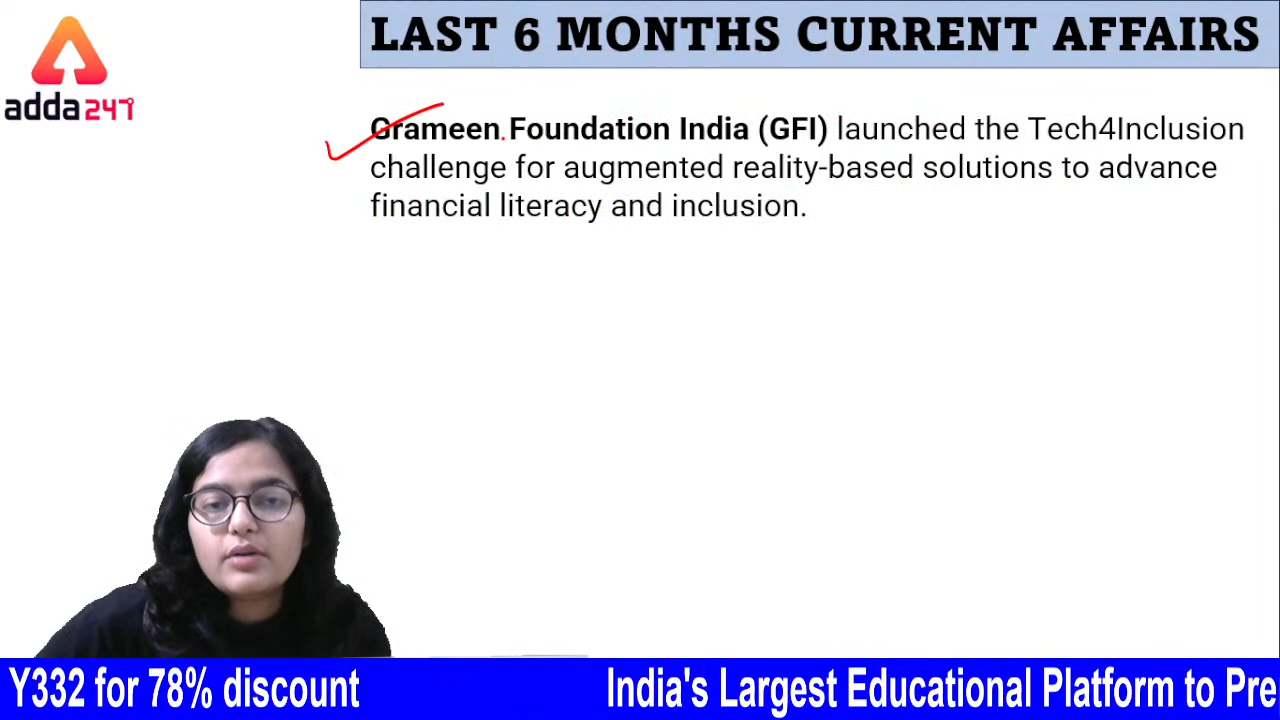 LAST 6 MONTHS CURRENT AFFAIRS
adda247
Grameen Foundation India (GFI) launched the Tech4Inclusion
challenge for augmented reality-based solutions to advance
financial literacy and inclusion.
Y332 for 78% discount India's Largest Educational Platform to Pre